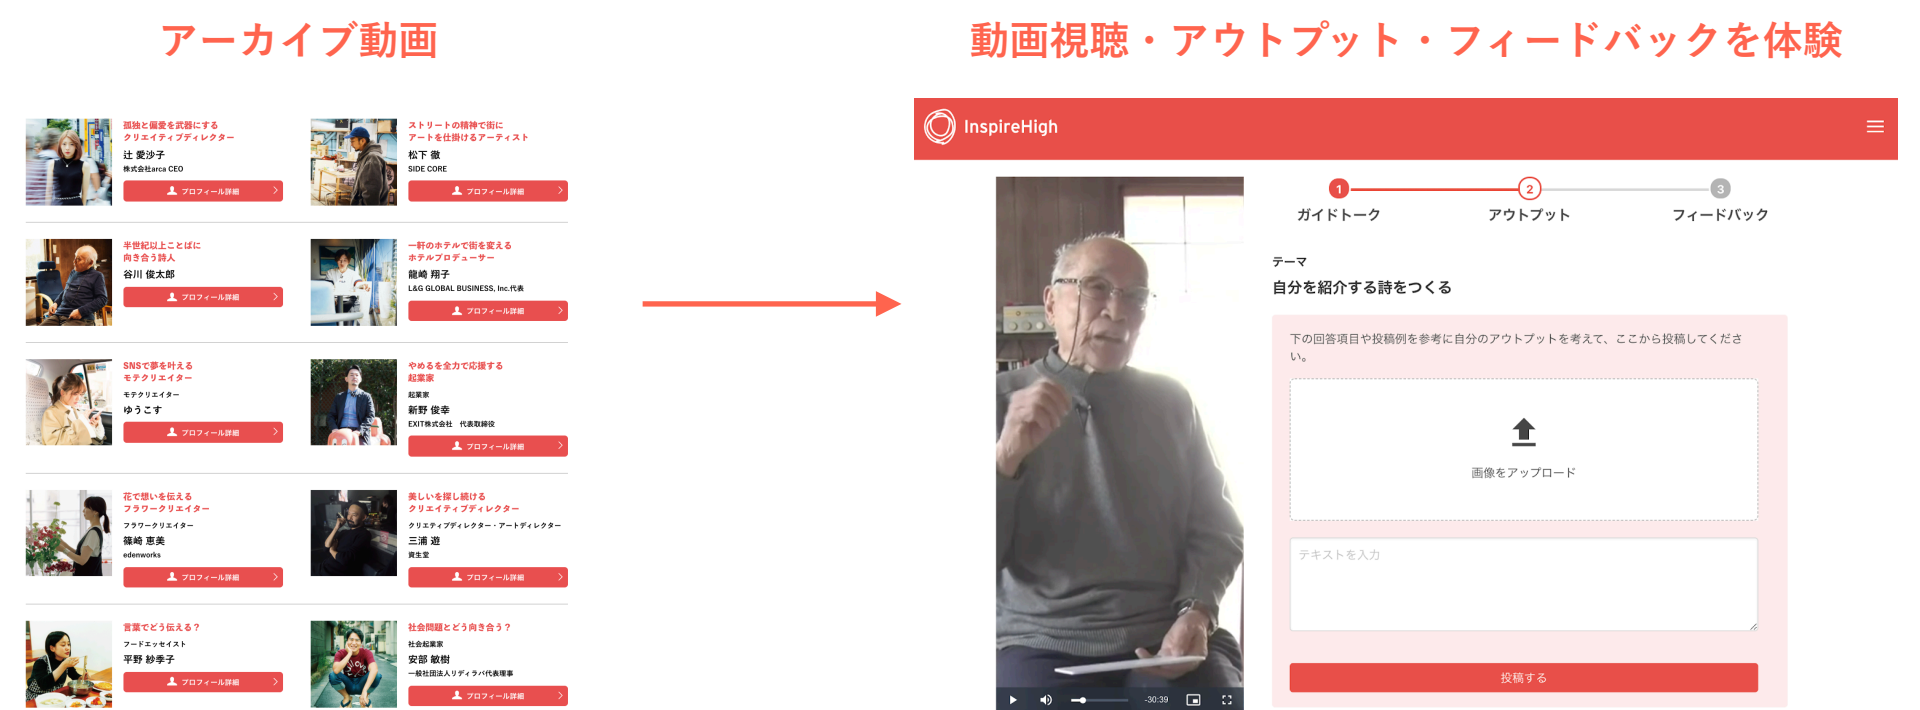 アーカイブ動画
動画視聴・アウトプット・フィードバックを体験
孤独と偏愛を武器にする
クリエイティブディレクター
辻 愛沙子
株式会社arca CEO
プロフィール詳細
ストリートの精神で街に
アートを仕掛けるアーティスト
松下 徹
SIDE CORE
プロフィール詳細
半世紀以上ことばに
向き合う詩人
谷川 俊太郎
プロフィール詳細
一軒のホテルで街を変える
ホテルプロデューサー
龍崎 翔子
L&G GLOBAL BUSINESS, Inc.代表
プロフィール詳細
SNSで夢を叶える
モテクリエイター
モテクリエイター
ゆうこす
プロフィール詳細
やめるを全力で応援する
起業家
起業家
新野 俊幸
EXIT株式会社 代表取締役
プロフィール詳細
花で想いを伝える
フラワークリエイター
フラワークリエイター
篠崎 恵美
edenworks
プロフィール詳細
美しいを探し続ける
クリエイティブディレクター
クリエティブディレクター・アートディレクター
三浦 遊
資生堂
プロフィール詳細
言葉でどう伝える？
フードエッセイスト
平野 紗季子
プロフィール詳細
社会問題とどう向き合う？
社会起業家
安部 敏樹
一般社団法人リディラバ代表理事
プロフィール詳細
InspireHigh
1
2
3
ガイドトーク
アウトプット
フィードバック
テーマ
自分を紹介する詩をつくる
下の回答項目や投稿例を参考に自分のアウトプットを考えて、ここから投稿してくださ
い。
画像をアップロード
テキストを入力
投稿する
-30:39